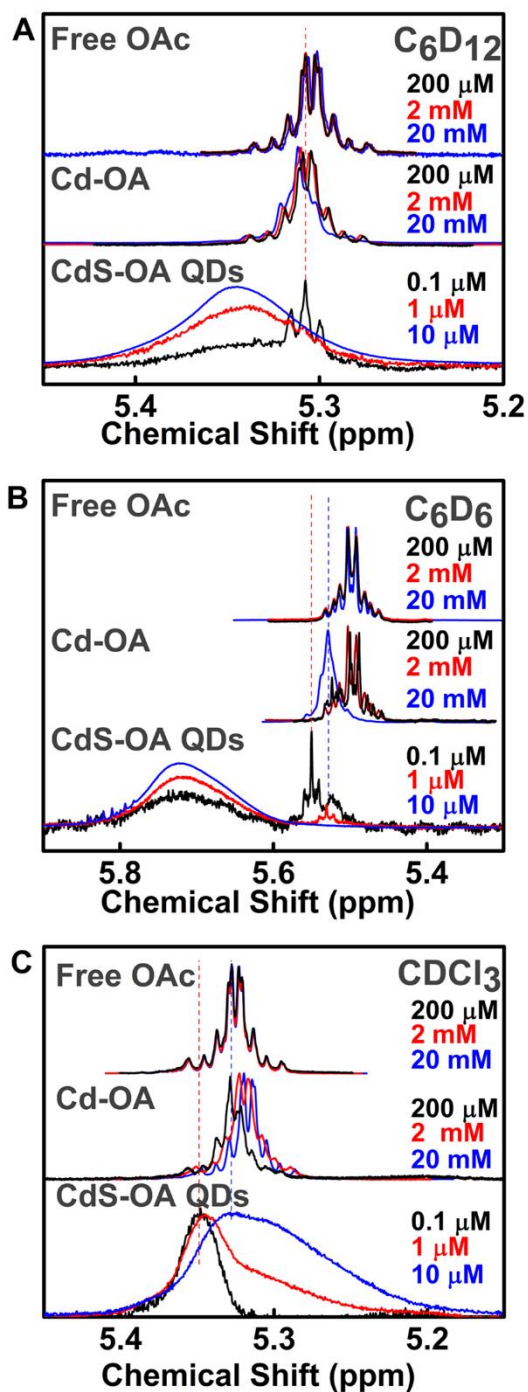 A
Free OAc
C6D12
200 μM
2 mM
20 mM
Cd-OA
200 μM
2 mM
20 mM
CdS-OA QDs
0.1 μM
1 μM
10 μM
5.4 5.3 5.2
Chemical Shift (ppm)
B
Free OAc
C6D6
200 μM
2 mM
20 mM
Cd-OA
200 μM
2 mM
20 mM
CdS-OA QDs
0.1 μM
1 μM
10 μM
5.8 5.6 5.4
Chemical Shift (ppm)
C
Free OAc
CDCl3
200 μM
2 mM
20 mM
Cd-OA
200 μM
2 mM
20 mM
CdS-OA QDs
0.1 μM
1 μM
10 μM
5.4 5.3 5.2
Chemical Shift (ppm)